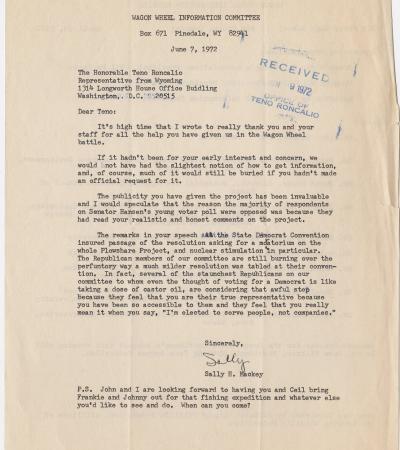 WAGON WHEEL INFORMATION COMMITTEE
Box 671 Pinedale, WY 82941
June 7, 1972
The Honorable Teno Roncalio
Representative from Wyoming
1314 Longworth House Office Buidling
Washington,. D.C. 20515
RECEIVED
9 1972
OFFICE OF
TENO RONCALIO
Dear Teno:
It's high time that I wrote to really thank you and your
staff for all the help you have given us in the Wagon Wheel
battle.
If it hadn't been for your early interest and concern, we
would not have had the slightest notion of how to get information,
and, of course, much of it would still be buried if you hadn't made
an official request for it.
The publicity you have given the project has been invaluable
and I would speculate that the reason the majority of respondents
on Senator Hansen's young voter poll were opposed was because they
had read your realistic and honest comments on the project.
The remarks in your speech at the State Democrat Convention
insured passage of the resolution asking for a moratorium on the
whole Plowshare Project, and nuclear stimulation in particular.
The Republican members of our committee are still burning over the
perfuntory way a much milder resolution was tabled at their conven-
tion. In fact, several of the staunchest Republicans on our
committee to whom even the thought of voting for a Democrat is like
taking a dose of castor oil, are considering that awful step
because they feel that you are their true representative because
you have been so accessible to them and they feel that you really
mean it when you say, "I'm elected to serve people, not companies."
Sincerely,
Sally
Sally H. Mackey
P.S. John and I are looking forward to having you and Ceil bring
Frankie and Johnny out for that fishing expedition and whatever else
you'd like to see and do. When can you come?